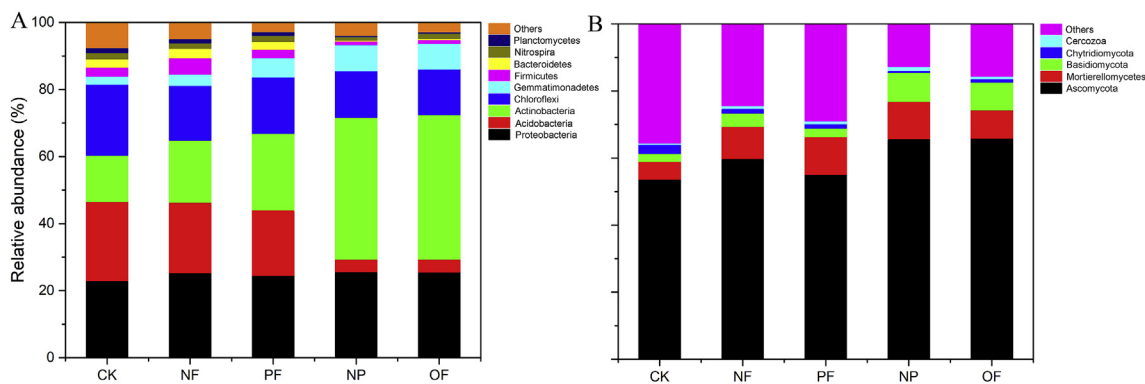 A
Relative abundance (%)
100
80
60
40
20
0
CK NF PF NP OF
Others
Planctomycetes
Nitrospira
Bacteroidetes
Firmicutes
Gemmatimonadetes
Chloroflexi
Actinobacteria
Acidobacteria
Proteobacteria
B
CK NF PF NP OF
Others
Cercozoa
Chytridiomycota
Basidiomycota
Mortierellomycetes
Ascomycota